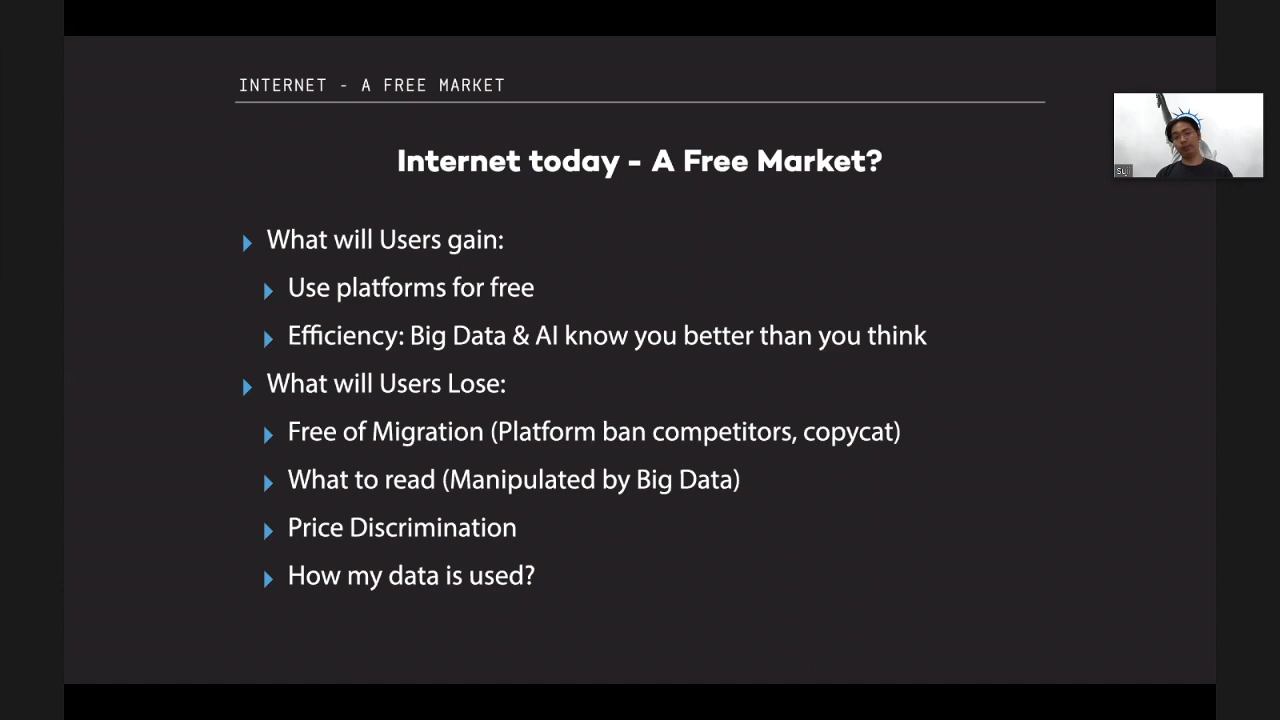 INTERNET - A FREE MARKET
Internet today - A Free Market?
What will Users gain:
Use platforms for free
Efficiency: Big Data & AI know you better than you think
What will Users Lose:
Free of Migration (Platform ban competitors, copycat)
What to read (Manipulated by Big Data)
Price Discrimination
How my data is used?
Suji